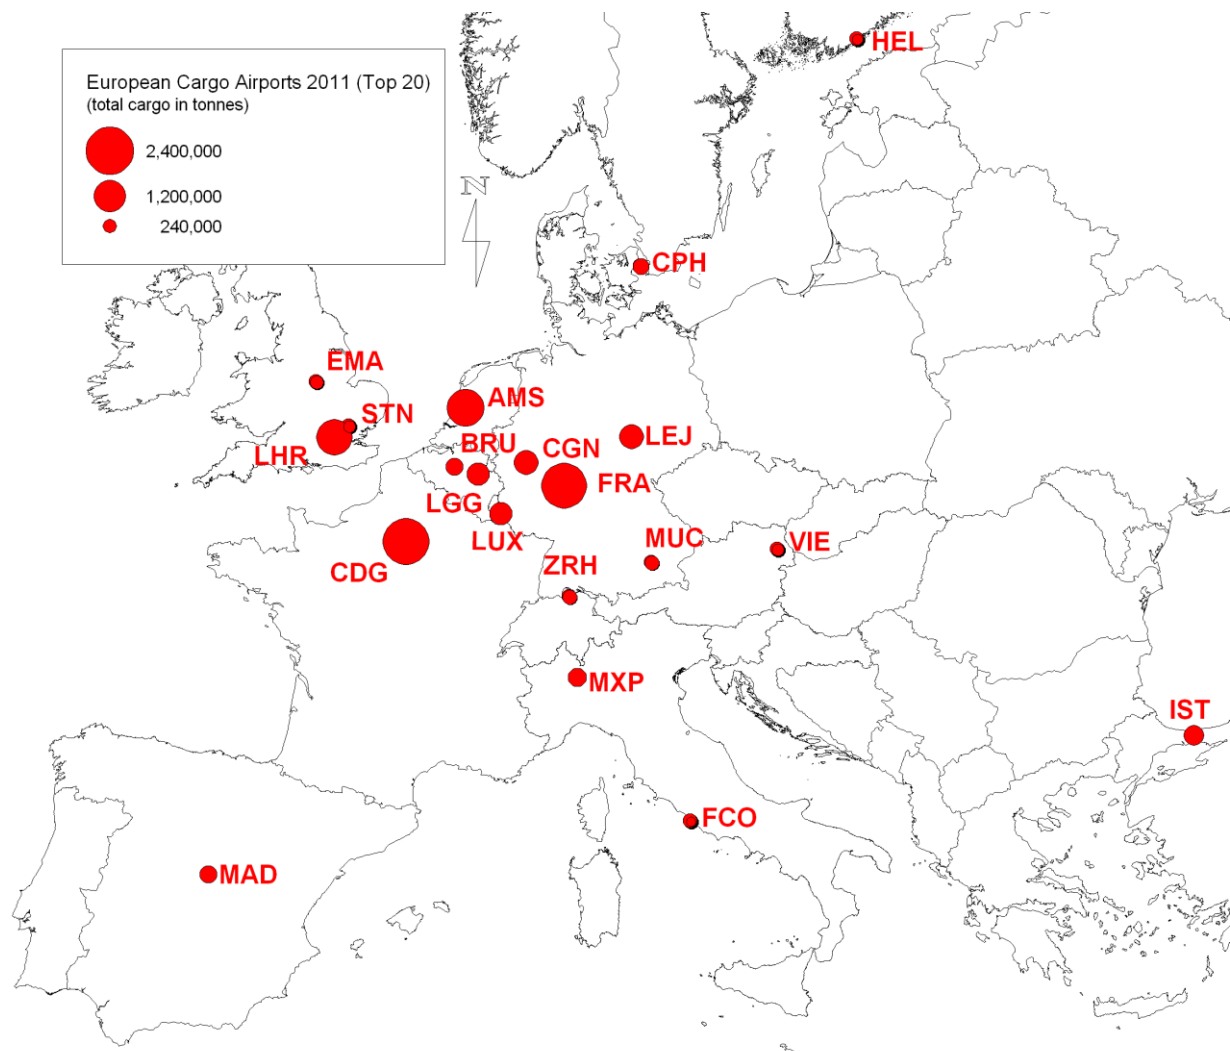 European Cargo Airports 2011 (Top 20)
(total cargo in tonnes)
2,400,000
1,200,000
240,000
N
HEL
CPH
EMA
STN
LHR
AMS
BRU
CGN
LEJ
LGG
FRA
LUX
CDG
MUC
VIE
ZRH
MXP
IST
FCO
MAD